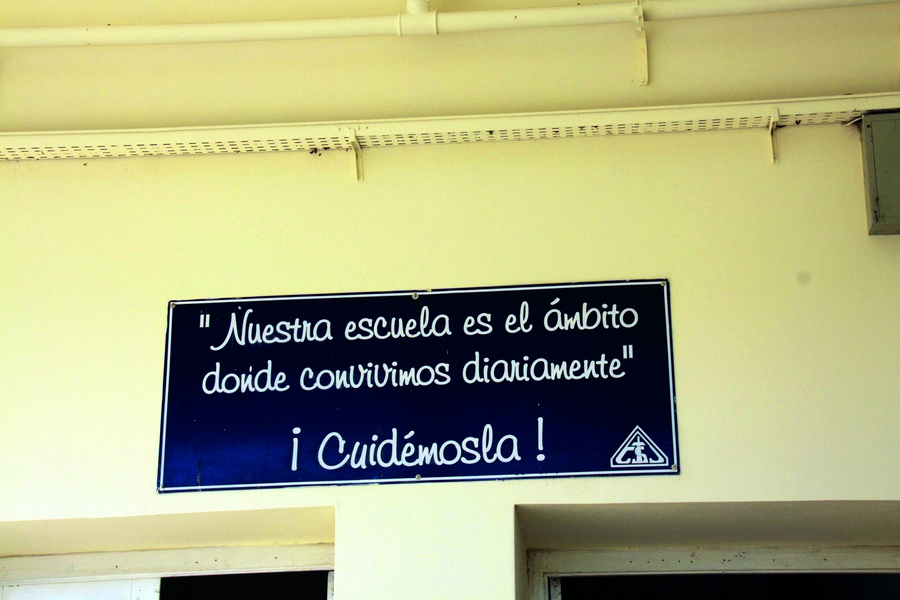 "Nuestra escuela es el ámbito
donde convivimos diariamente"
¡ Cuidémosla !